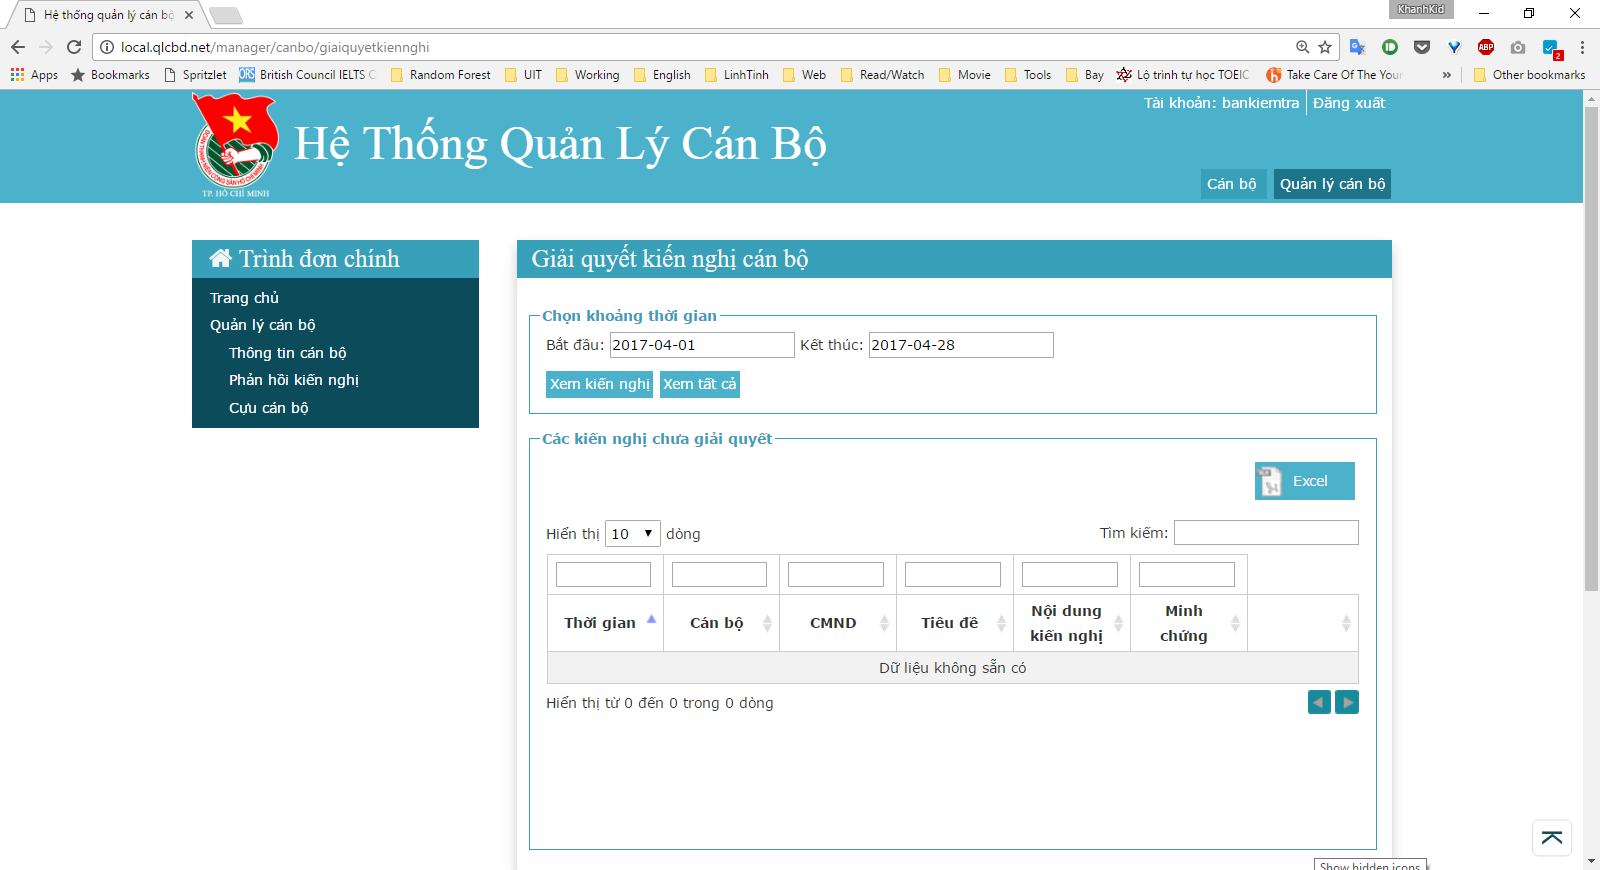 Hệ thống quản lý cán bộ
KhanhKid
local.qlcbd.net/manager/canbo/giaiquyetkiennghi
Apps Bookmarks Spritzlet British Council IELTS Random Forest UIT Working English LinhTinh Web Read/Watch Movie Tools Bay Lộ trình tự học TOEIC Take Care Of The Your » Other bookmarks
ABP
2
Tài khoản: bankiemtra Đăng xuất
Hệ Thống Quản Lý Cán Bộ
TP. HỒ CHÍ MINH
Cán bộ Quản lý cán bộ
Trình đơn chính
Trang chủ
Quản lý cán bộ
Thông tin cán bộ
Phản hồi kiến nghị
Cựu cán bộ
Giải quyết kiến nghị cán bộ
Chọn khoảng thời gian
Bắt đầu: 2017-04-01 Kết thúc: 2017-04-28
Xem kiến nghị Xem tất cả
Các kiến nghị chưa giải quyết
Excel
Hiển thị 10 dòng Tìm kiếm:
Thời gian Cán bộ CMND Tiêu đề Nội dung kiến nghị Minh chứng
Dữ liệu không sẵn có
Hiển thị từ 0 đến 0 trong 0 dòng
Show hidden icons